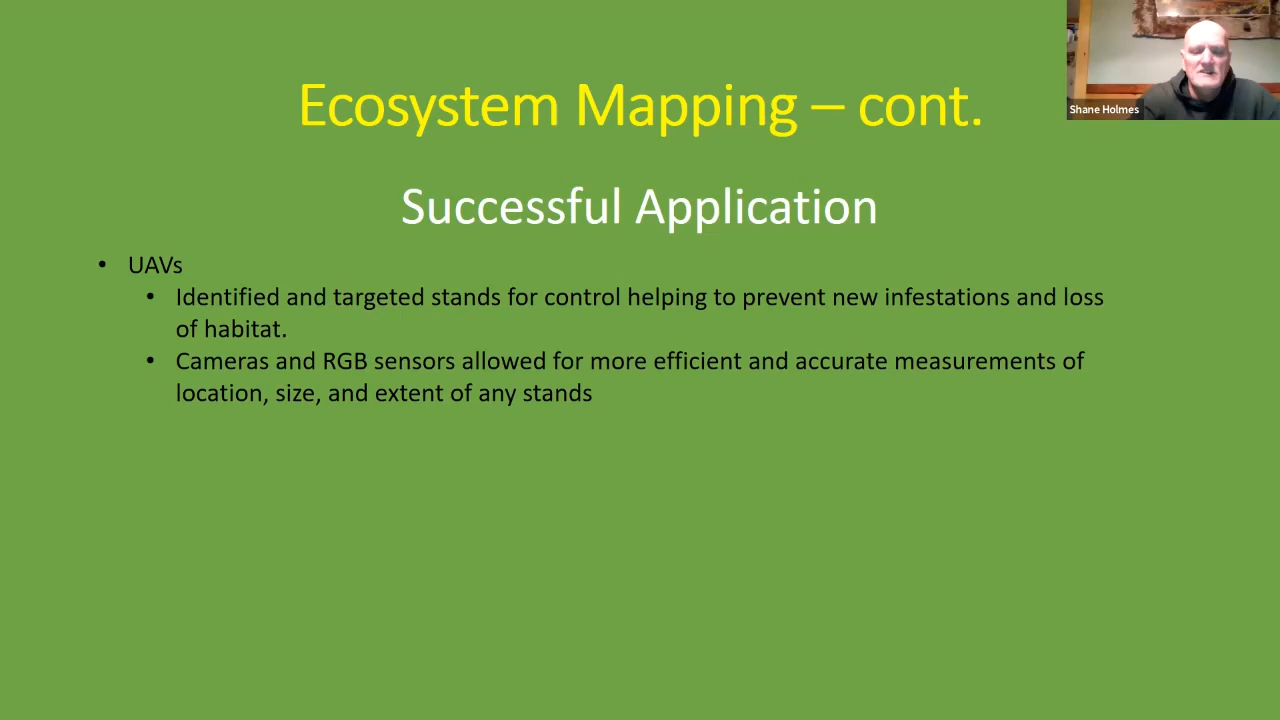 Ecosystem Mapping – cont.
Shane Holmes
Successful Application
• UAVs
• Identified and targeted stands for control helping to prevent new infestations and loss
of habitat.
• Cameras and RGB sensors allowed for more efficient and accurate measurements of
location, size, and extent of any stands